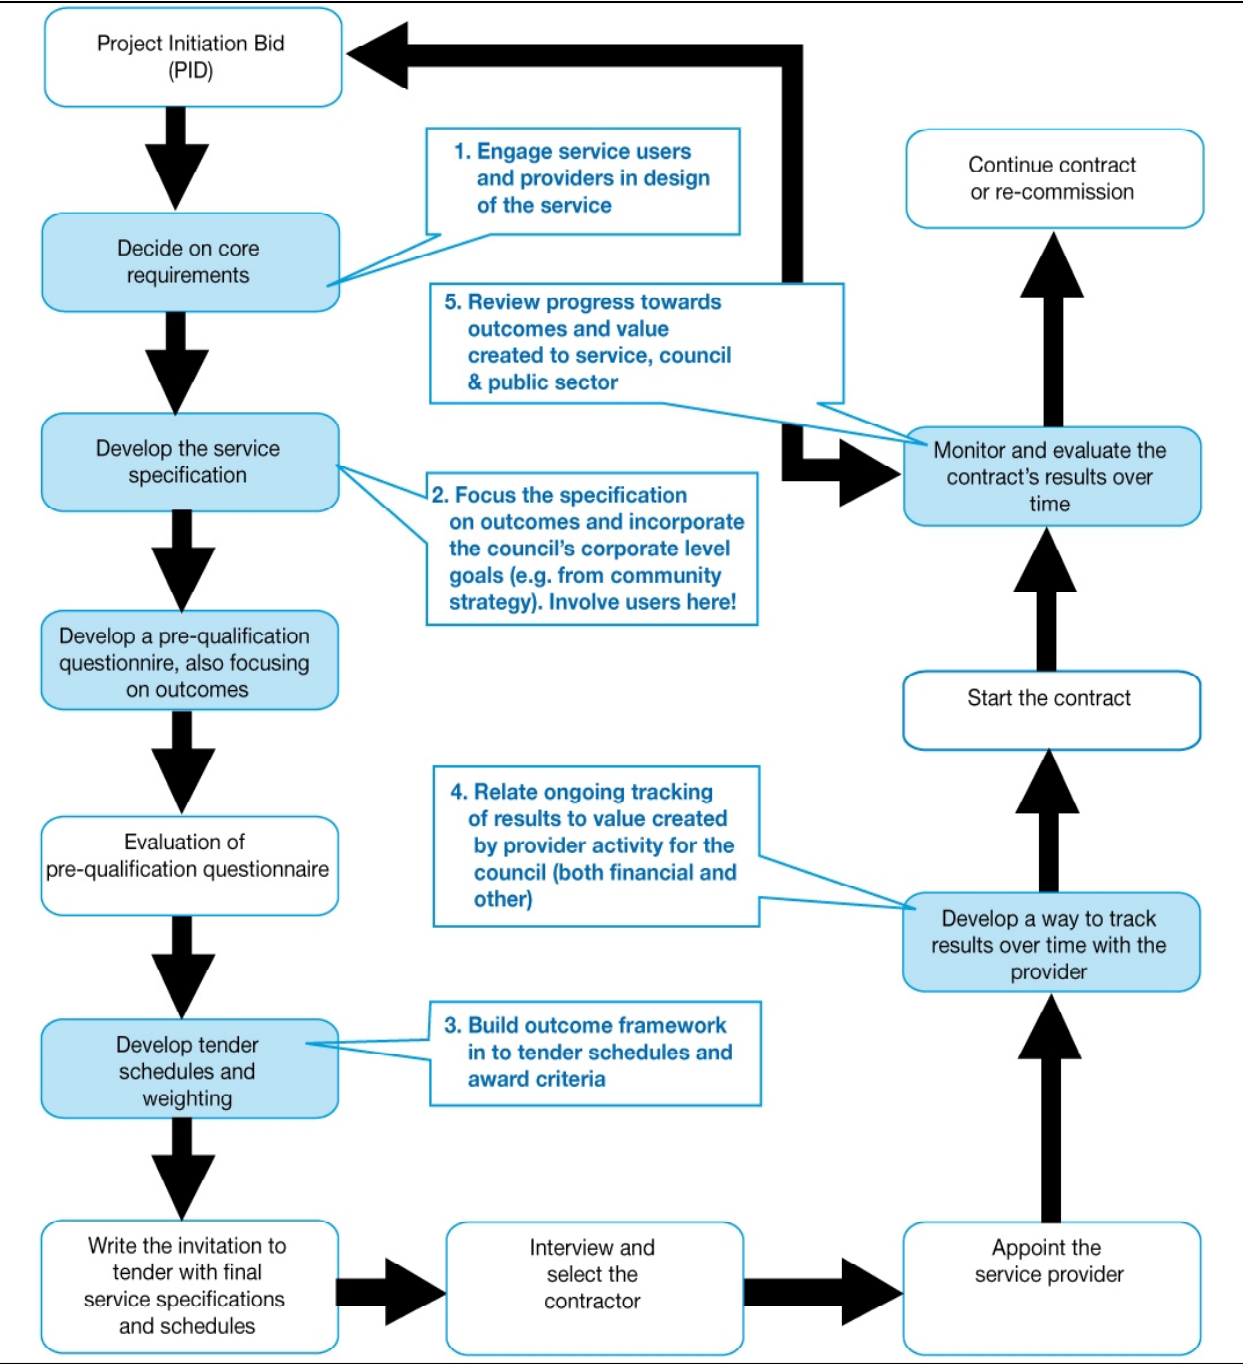 Project Initiation Bid
(PID)
1. Engage service users
and providers in design
of the service
Continue contract
or re-commission
Decide on core
requirements
5. Review progress towards
outcomes and value
created to service, council
& public sector
Develop the service
specification
Monitor and evaluate the
contract's results over
time
2. Focus the specification
on outcomes and incorporate
the council's corporate level
goals (e.g. from community
strategy). Involve users here!
Develop a pre-qualification
questionnire, also focusing
on outcomes
Start the contract
Evaluation of
pre-qualification questionnaire
4. Relate ongoing tracking
of results to value created
by provider activity for the
council (both financial and
other)
Develop a way to track
results over time with the
provider
Develop tender
schedules and
weighting
3. Build outcome framework
in to tender schedules and
award criteria
Write the invitation to
tender with final
service specifications
and schedules
Interview and
select the
contractor
Appoint the
service provider